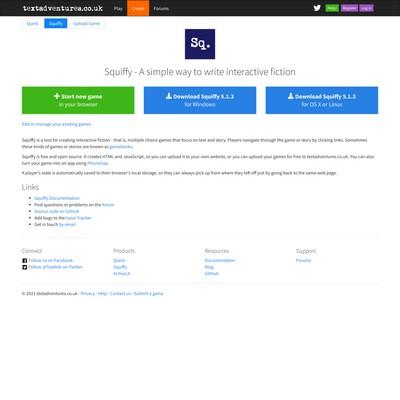 textadventures.co.uk Play Create Forums Help Register Log in
Quest Squiffy Upload Game
Sq.
Squiffy - A simple way to write interactive fiction
Start new game
in your browser
Download Squiffy 5.1.3
for Windows
Download Squiffy 5.1.3
for OS X or Linux
Edit or manage your existing games
Squiffy is a tool for creating interactive fiction - that is, multiple choice games that focus on text and story. Players navigate through the game or story by clicking links. Sometimes
these kinds of games or stories are known as gamebooks.
Squiffy is free and open source. It creates HTML and JavaScript, so you can upload it to your own website, or you can upload your games for free to textadventures.co.uk. You can also
turn your game into an app using PhoneGap.
A player's state is automatically saved to their browser's local storage, so they can always pick up from where they left off just by going back to the same web page.
Links
Squiffy Documentation
Post questions or problems on the forum
Source code on GitHub
Add bugs to the Issue Tracker
Get in touch by email
Connect Products Resources Support
Follow us on Facebook Quest Documentation Forums
Follow @TextAdv on Twitter Squiffy Blog
ActiveLit GitHub
© 2021 textadventures.co.uk · Privacy · Help · Contact us · Submit a game